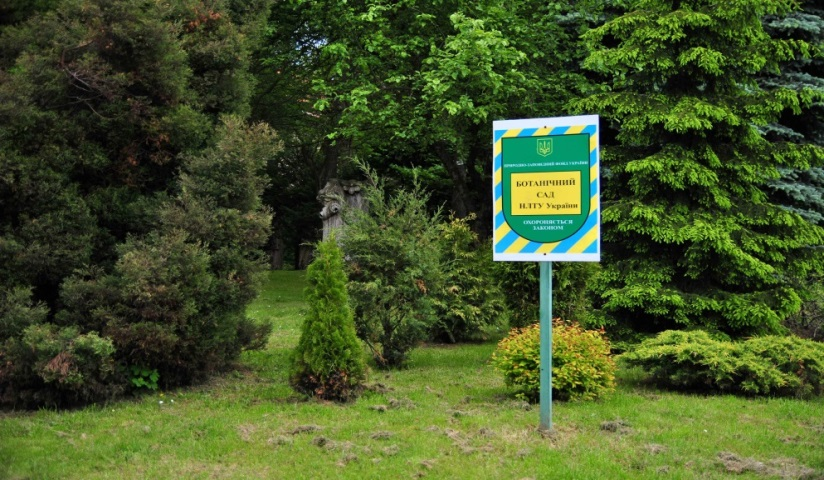 ПРИРОДНО-ЗАПОВІДНИЙ ФОНД УКРАЇНИ
БОТАНІЧНИЙ
САД
НЛТУ України
ОХОРОНЯЄТЬСЯ
ЗАКОНОМ